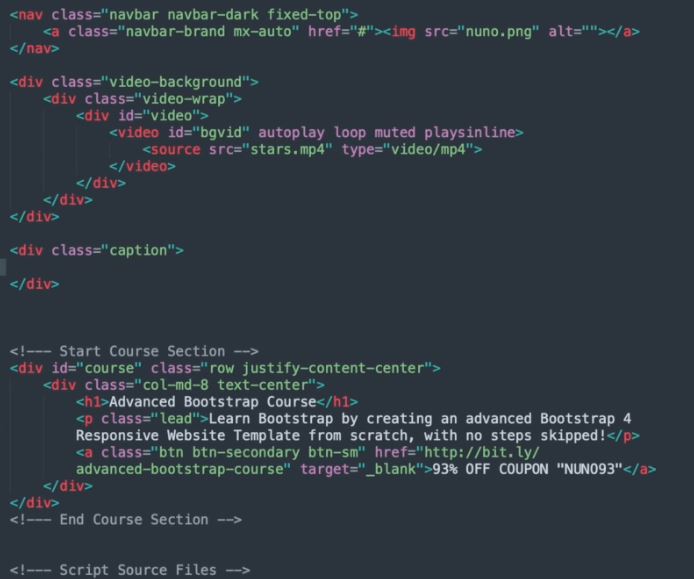 <nav class="navbar navbar-dark fixed-top">
<a class="navbar-brand mx-auto" href="#"><img src="nuno.png" alt=""></a>
</nav>
<div class="video-background">
<div class="video-wrap">
<div id="video">
<video id="bgvid" autoplay loop muted playsinline>
<source src="stars.mp4" type="video/mp4">
</video>
</div>
</div>
</div>
<div class="caption">
</div>
<!--- Start Course Section -->
<div id="course" class="row justify-content-center">
<div class="col-md-8 text-center">
<h1>Advanced Bootstrap Course</h1>
<p class="lead">Learn Bootstrap by creating an advanced Bootstrap 4
Responsive Website Template from scratch, with no steps skipped!</p>
<a class="btn btn-secondary btn-sm" href="http://bit.ly/
advanced-bootstrap-course" target="_blank">93% OFF COUPON "NUNO93"</a>
</div>
</div>
<!--- End Course Section -->
<!--- Script Source Files -->